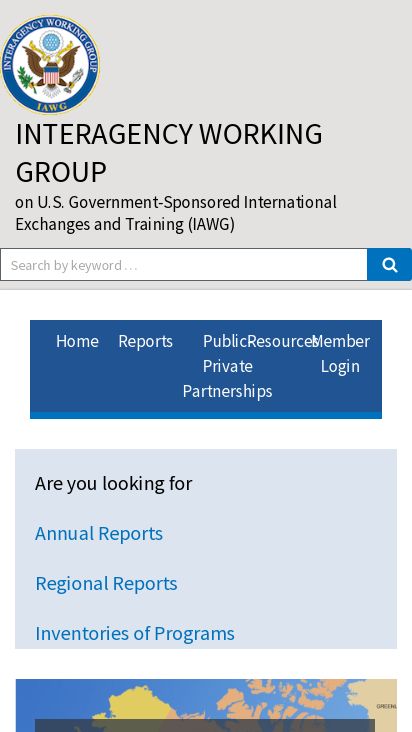 INTERAGENCY WORKING GROUP
IAWG
INTERAGENCY WORKING
GROUP
on U.S. Government-Sponsored International
Exchanges and Training (IAWG)
Search by keyword ...
Home
Reports
Public
Private
Partnerships
Resources
Member
Login
Are you looking for
Annual Reports
Regional Reports
Inventories of Programs